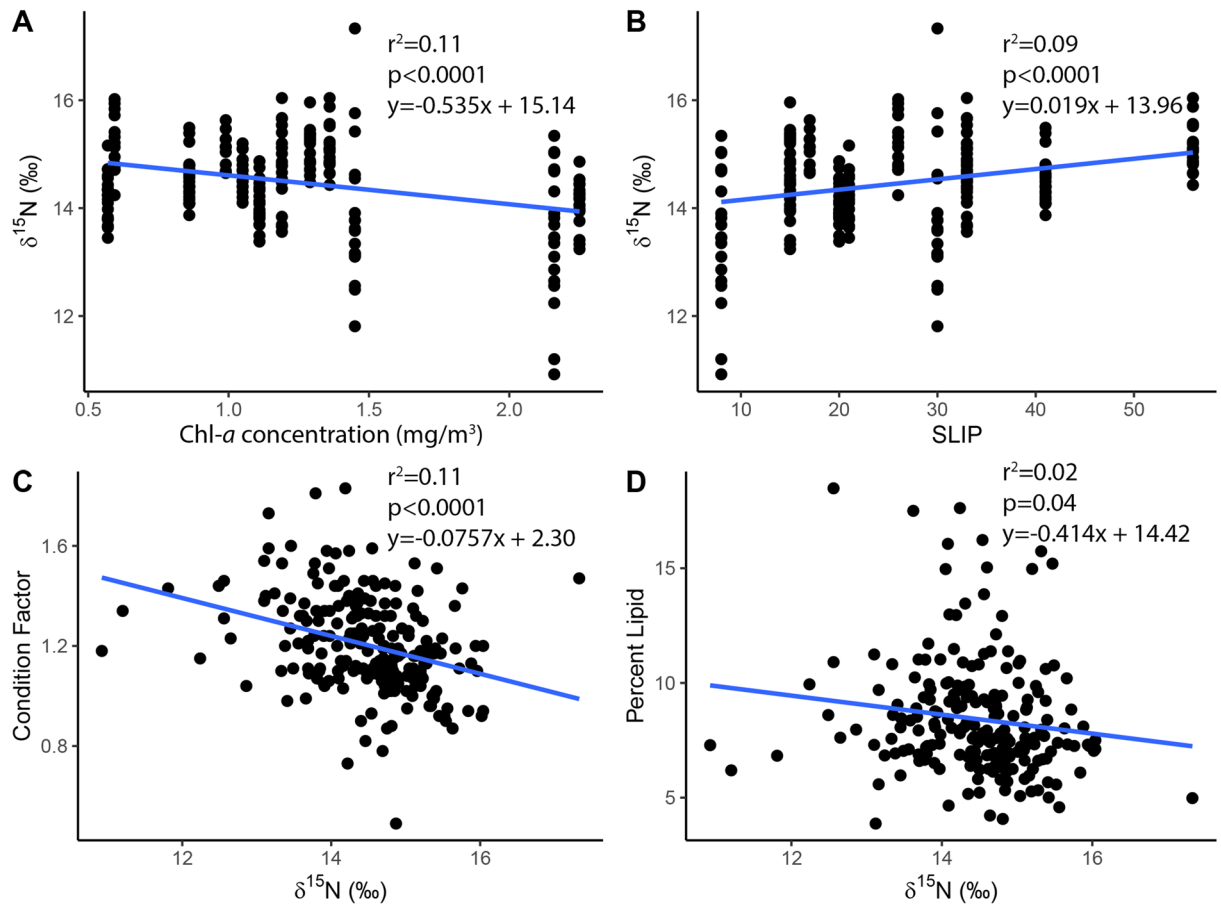 A
r²=0.11
p<0.0001
y=-0.535x + 15.14
16
14
12
δ¹⁵N (‰)
0.5
1.0
1.5
2.0
Chl-a concentration (mg/m³)
B
r²=0.09
p<0.0001
y=0.019x + 13.96
16
14
12
δ¹⁵N (‰)
10
20
30
40
50
SLIP
C
r²=0.11
p<0.0001
y=-0.0757x + 2.30
1.6
1.2
0.8
Condition Factor
12
14
16
δ¹⁵N (‰)
D
r²=0.02
p=0.04
y=-0.414x + 14.42
15
10
5
Percent Lipid
12
14
16
δ¹⁵N (‰)